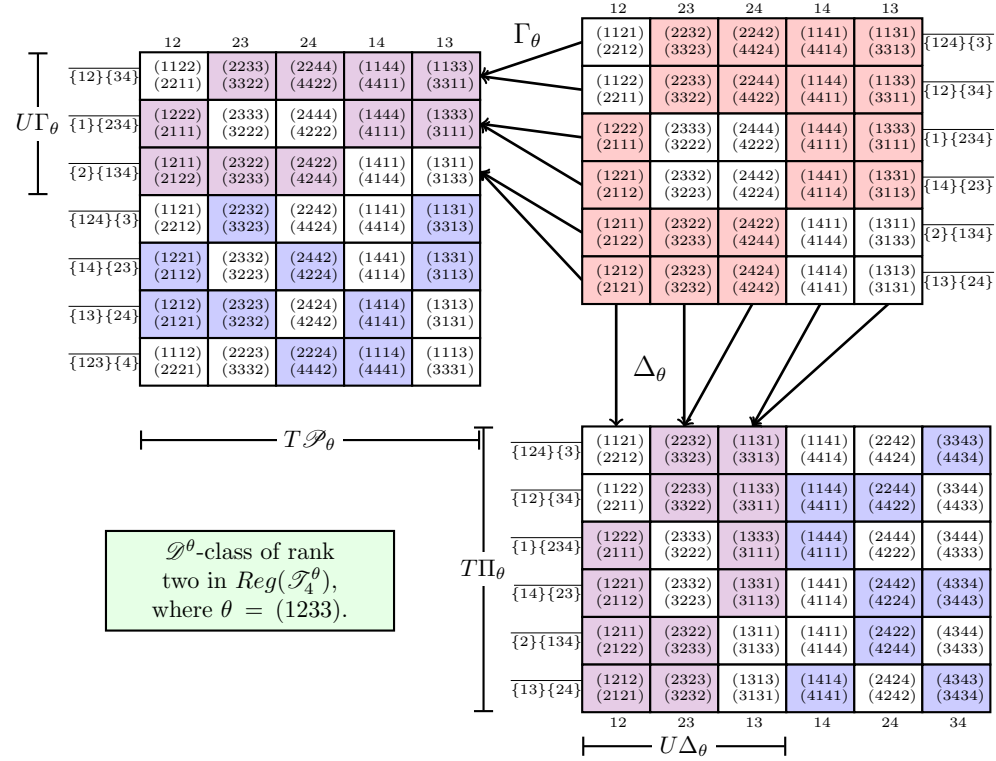 12 23 24 14 13
{12}{34}
(1122) (2233) (2244) (1144) (1133)
(2211) (3322) (4422) (4411) (3311)
{1}{234}
(1222) (2333) (2444) (1444) (1333)
(2111) (3222) (4222) (4111) (3111)
{2}{134}
(1211) (2322) (2422) (1411) (1311)
(2122) (3233) (4244) (4144) (3133)
{124}{3}
(1121) (2232) (2242) (1141) (1131)
(2212) (3323) (4424) (4414) (3313)
{14}{23}
(1221) (2332) (2442) (1441) (1331)
(2112) (3223) (4224) (4114) (3113)
{13}{24}
(1212) (2323) (2424) (1414) (1313)
(2121) (3232) (4242) (4141) (3131)
{123}{4}
(1112) (2223) (2224) (1114) (1113)
(2221) (3332) (4442) (4441) (3331)
UΓ_θ
T𝒫_θ
Γ_θ
12 23 24 14 13
(1121) (2232) (2242) (1141) (1131)
(2212) (3323) (4424) (4414) (3313)
{124}{3}
(1122) (2233) (2244) (1144) (1133)
(2211) (3322) (4422) (4411) (3311)
{12}{34}
(1222) (2333) (2444) (1444) (1333)
(2111) (3222) (4222) (4111) (3111)
{1}{234}
(1221) (2332) (2442) (1441) (1331)
(2112) (3223) (4224) (4114) (3113)
{14}{23}
(1211) (2322) (2422) (1411) (1311)
(2122) (3233) (4244) (4144) (3133)
{2}{134}
(1212) (2323) (2424) (1414) (1313)
(2121) (3232) (4242) (4141) (3131)
{13}{24}
Δ_θ
{124}{3}
(1121) (2232) (1131) (1141) (2242) (3343)
(2212) (3323) (3313) (4414) (4424) (4434)
{12}{34}
(1122) (2233) (1133) (1144) (2244) (3344)
(2211) (3322) (3311) (4411) (4422) (4433)
{1}{234}
(1222) (2333) (1333) (1444) (2444) (3444)
(2111) (3222) (3111) (4111) (4222) (4333)
{14}{23}
(1221) (2332) (1331) (1441) (2442) (4334)
(2112) (3223) (3113) (4114) (4224) (3443)
{2}{134}
(1211) (2322) (1311) (1411) (2422) (4344)
(2122) (3233) (3133) (4144) (4244) (3433)
{13}{24}
(1212) (2323) (1313) (1414) (2424) (4343)
(2121) (3232) (3131) (4141) (4242) (3434)
12 23 13 14 24 34
TΠ_θ
UΔ_θ
𝒟^θ-class of rank
two in Reg(𝒯_4^θ),
where θ = (1233).